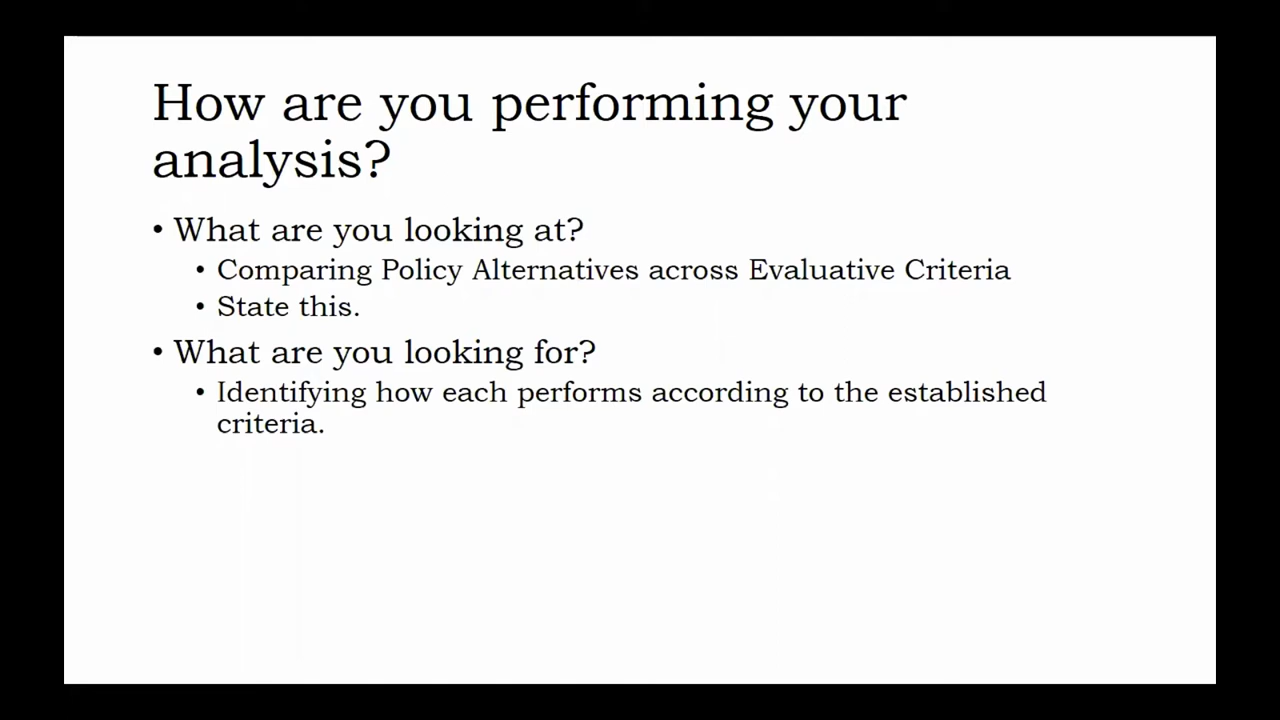 How are you performing your
analysis?
• What are you looking at?
• Comparing Policy Alternatives across Evaluative Criteria
• State this.
• What are you looking for?
• Identifying how each performs according to the established
criteria.